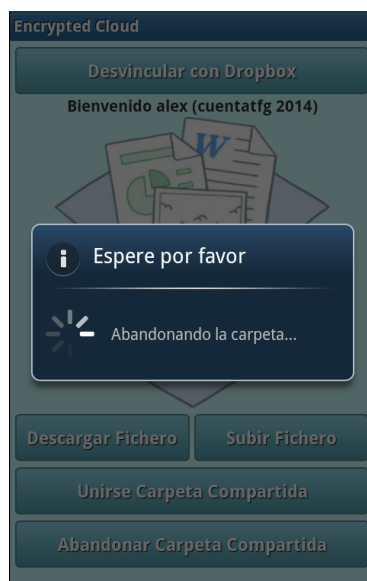 Encrypted Cloud
Desvincular con Dropbox
Bienvenido alex (cuentatfg 2014)
W
Espere por favor
Abandonando la carpeta...
Descargar Fichero
Subir Fichero
Unirse Carpeta Compartida
Abandonar Carpeta Compartida